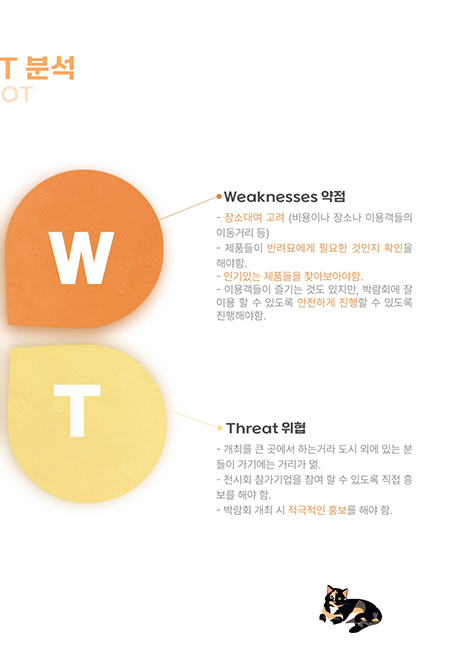 T 분석
OT
W
Weaknesses 약점
- 장소대여 고려 (비용이나 장소나 이용객들의
이동거리 등)
- 제품들이 반려묘에게 필요한 것인지 확인을
해야함.
- 인기있는 제품들을 찾아보아야함.
- 이용객들이 즐기는 것도 있지만, 박람회에 잘
이용 할 수 있도록 안전하게 진행할 수 있도록
진행해야함.
T
Threat 위협
- 개최를 큰 곳에서 하는거라 도시 외에 있는 분
들이 가기에는 거리가 멂.
- 전시회 참가기업을 참여 할 수 있도록 직접 홍
보를 해야 함.
- 박람회 개최 시 적극적인 홍보를 해야 함.